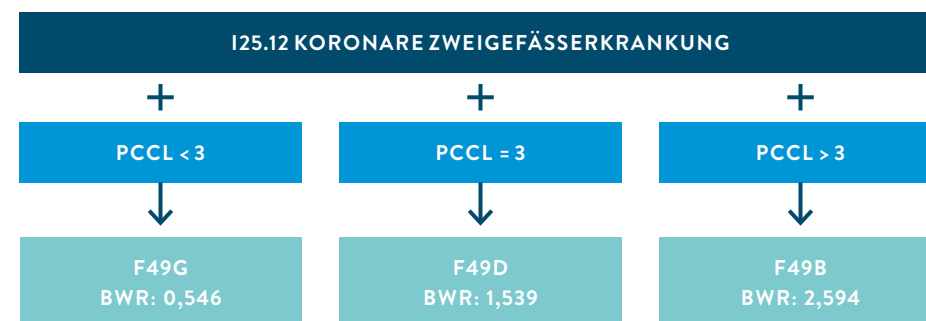 I25.12 KORONARE ZWEIGEFÄSSERKRANKUNG
+ + +
PCCL < 3
PCCL = 3
PCCL > 3
F49G
BWR: 0,546
F49D
BWR: 1,539
F49B
BWR: 2,594